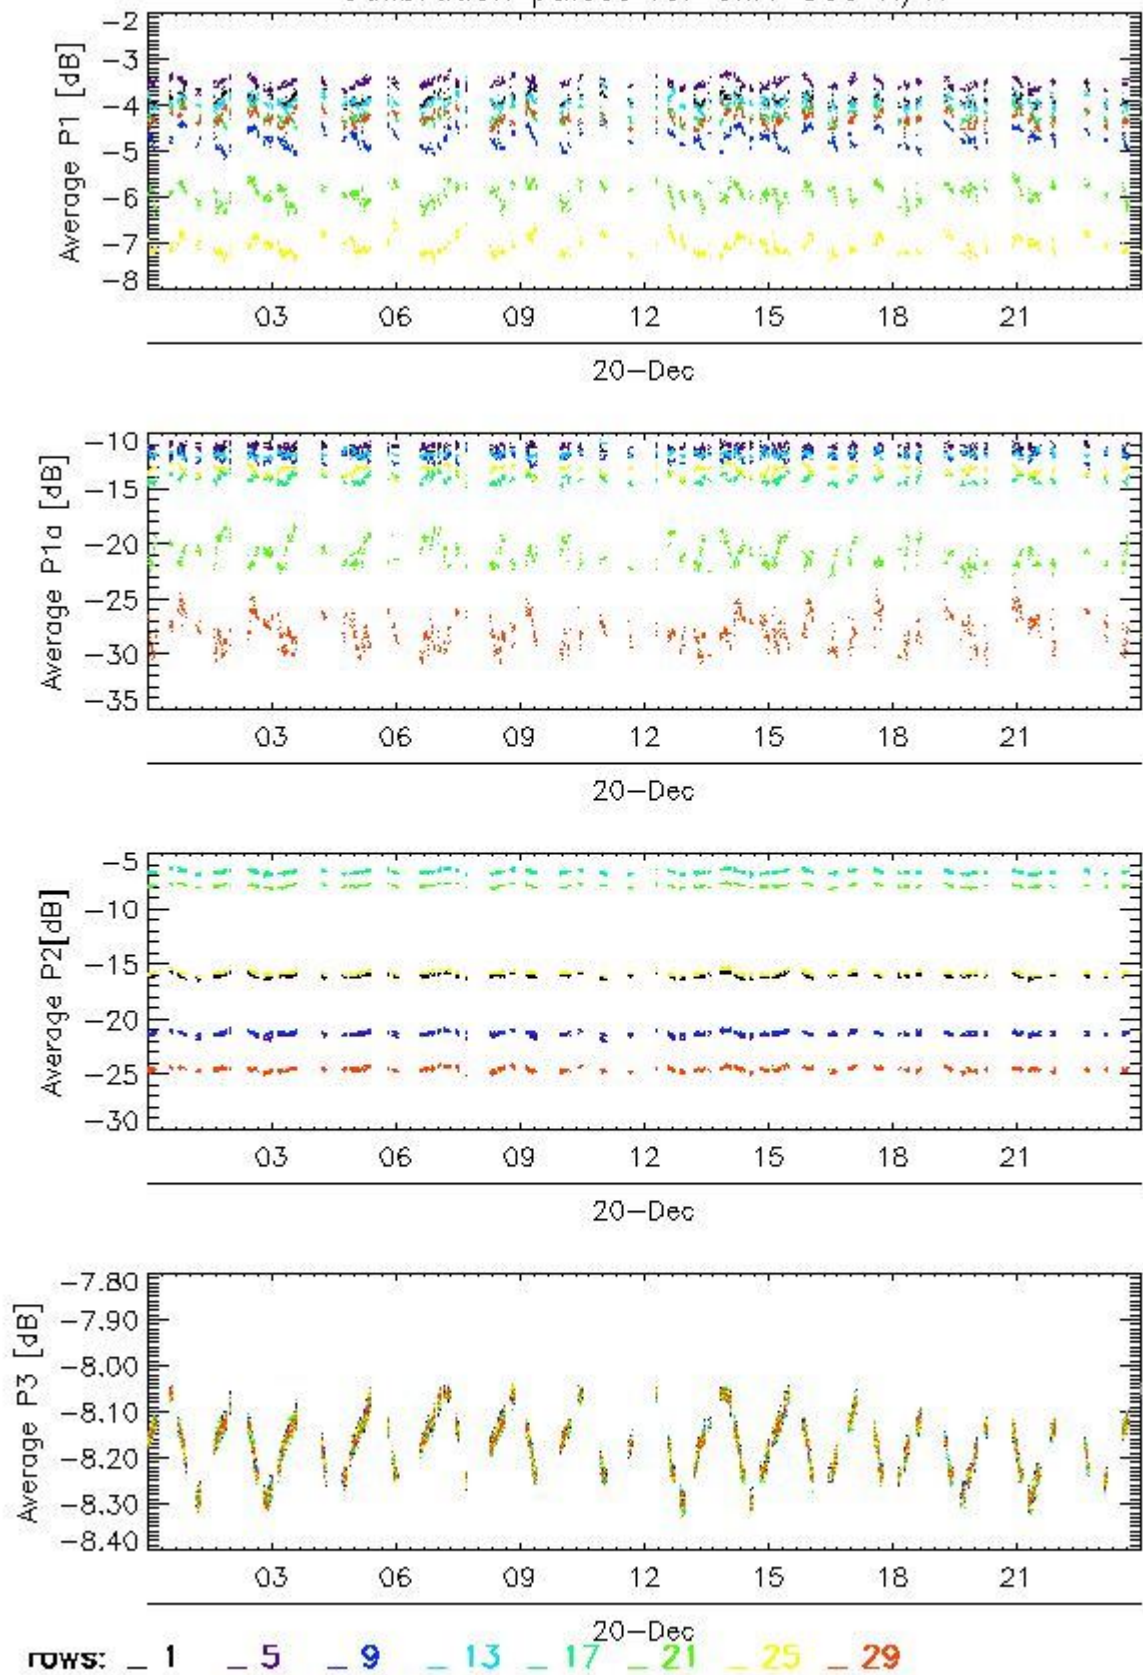 -2
-3
-4
-5
-6
-7
-8
Average P1 [dB]
03 06 09 12 15 18 21
20-Dec
-10
-15
-20
-25
-30
-35
Average P1a [dB]
03 06 09 12 15 18 21
20-Dec
-5
-10
-15
-20
-25
-30
Average P2[dB]
03 06 09 12 15 18 21
20-Dec
-7.80
-7.90
-8.00
-8.10
-8.20
-8.30
-8.40
Average P3 [dB]
03 06 09 12 15 18 21
20-Dec
rows: _ 1 _ 5 _ 9 _ 13 _ 17 _ 21 _ 25 _ 29